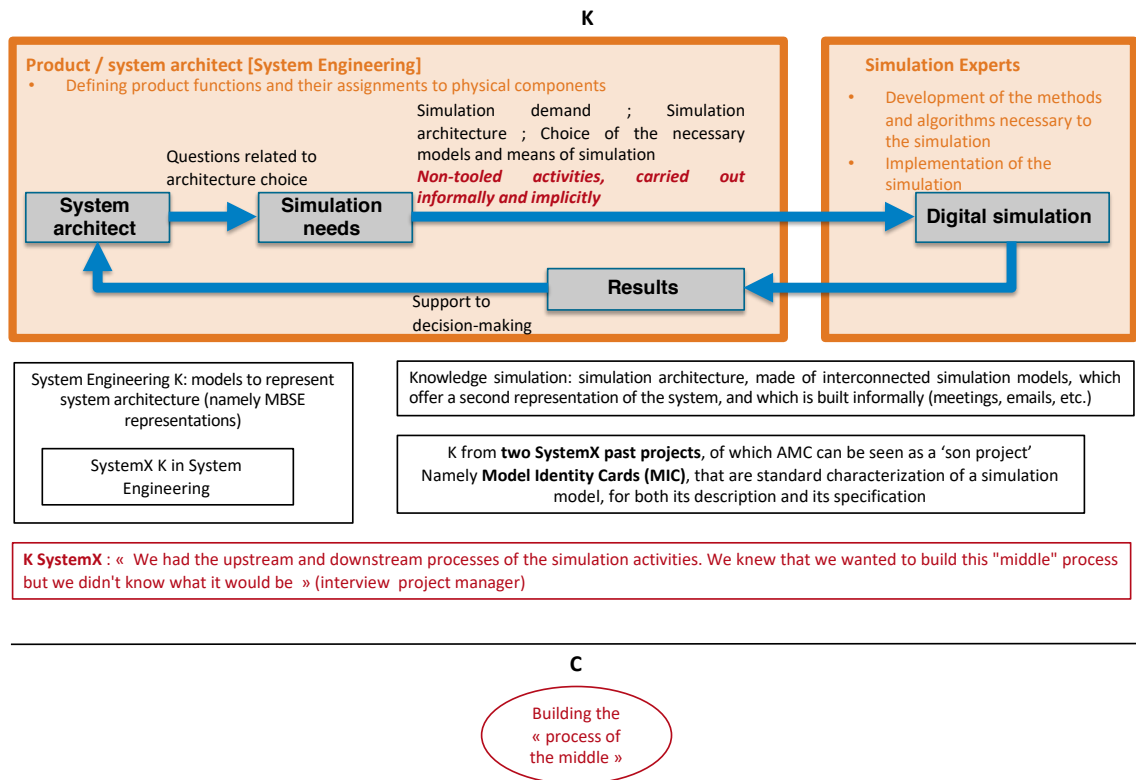 K
Product / system architect [System Engineering]
• Defining product functions and their assignments to physical components
Simulation demand ; Simulation
architecture ; Choice of the necessary
models and means of simulation
Non-tooled activities, carried out
informally and implicitly
Questions related to
architecture choice
System
architect
Simulation
needs
Results
Support to
decision-making
Simulation Experts
• Development of the methods
and algorithms necessary to
the simulation
• Implementation of the
simulation
Digital simulation
System Engineering K: models to represent
system architecture (namely MBSE
representations)
SystemX K in System
Engineering
Knowledge simulation: simulation architecture, made of interconnected simulation models, which
offer a second representation of the system, and which is built informally (meetings, emails, etc.)
K from two SystemX past projects, of which AMC can be seen as a ‘son project’
Namely Model Identity Cards (MIC), that are standard characterization of a simulation
model, for both its description and its specification
K SystemX : « We had the upstream and downstream processes of the simulation activities. We knew that we wanted to build this "middle" process
but we didn't know what it would be » (interview project manager)
C
Building the
« process of
the middle »